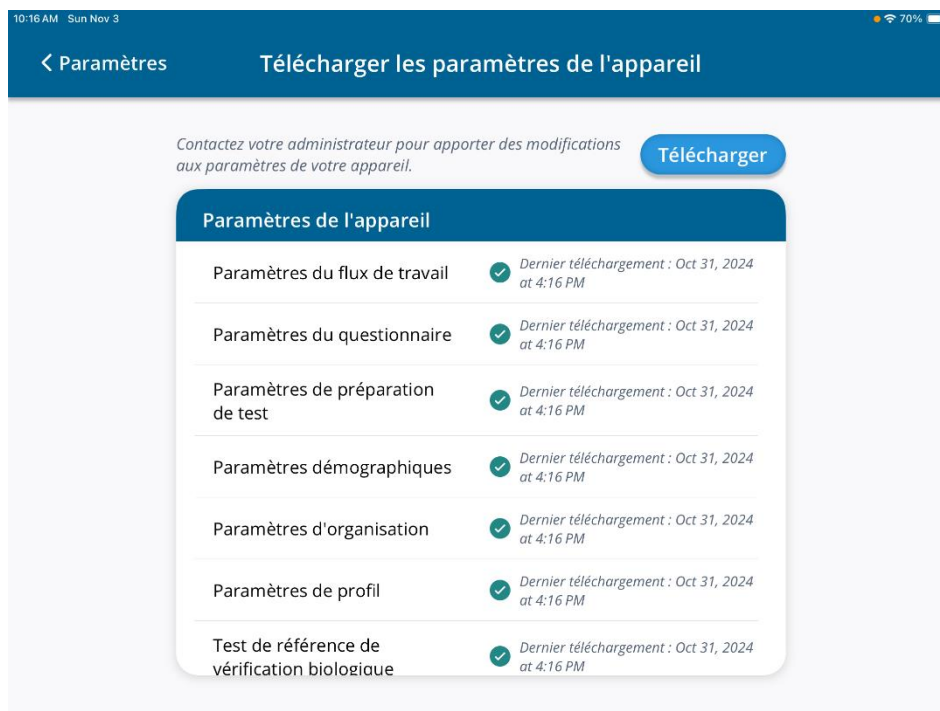 10:16 AM Sun Nov 3
70%
Paramètres
Télécharger les paramètres de l'appareil
Contactez votre administrateur pour apporter des modifications
aux paramètres de votre appareil.
Télécharger
Paramètres de l'appareil
Paramètres du flux de travail
Dernier téléchargement : Oct 31, 2024
at 4:16 PM
Paramètres du questionnaire
Dernier téléchargement : Oct 31, 2024
at 4:16 PM
Paramètres de préparation
de test
Dernier téléchargement : Oct 31, 2024
at 4:16 PM
Paramètres démographiques
Dernier téléchargement : Oct 31, 2024
at 4:16 PM
Paramètres d'organisation
Dernier téléchargement : Oct 31, 2024
at 4:16 PM
Paramètres de profil
Dernier téléchargement : Oct 31, 2024
at 4:16 PM
Test de référence de
vérification biologique
Dernier téléchargement : Oct 31, 2024
at 4:16 PM